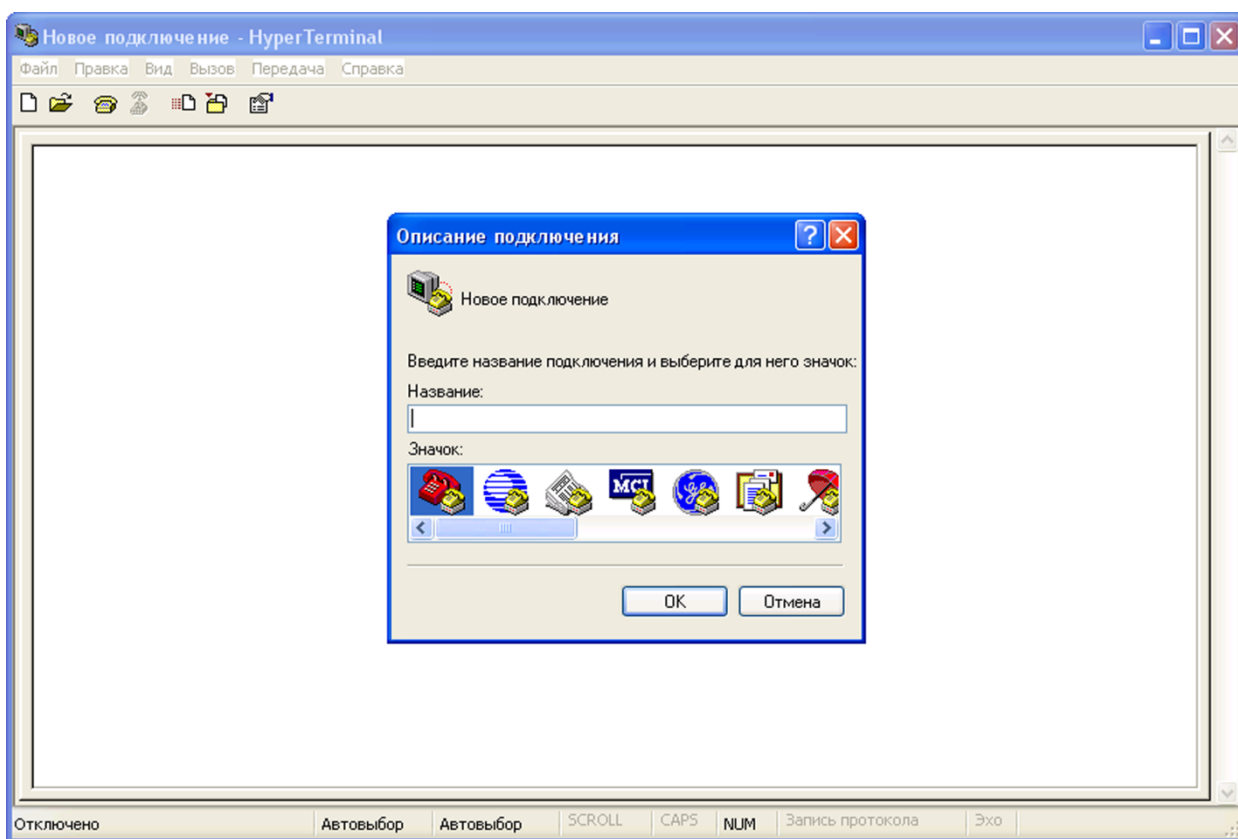 Новое подключение - HyperTerminal
Файл Правка Вид Вызов Передача Справка
Описание подключения
Новое подключение
Введите название подключения и выберите для него значок:
Название:
Значок:
MCI
OK Отмена
Отключено Автовыбор Автовыбор SCROLL CAPS NUM Запись протокола Эхо